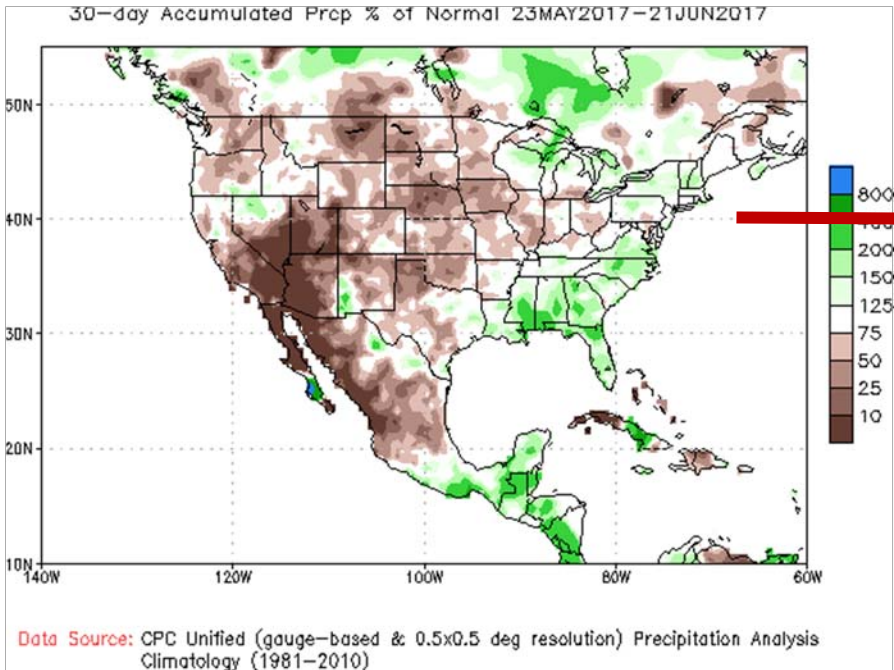 30-day Accumulated Prcp % of Normal 23MAY2017-21JUN2017
50N
40N
30N
20N
10N
140W 120W 100W 80W 60W
800
200
150
125
75
50
25
10
Data Source: CPC Unified (gauge-based & 0.5x0.5 deg resolution) Precipitation Analysis
Climatology (1981-2010)